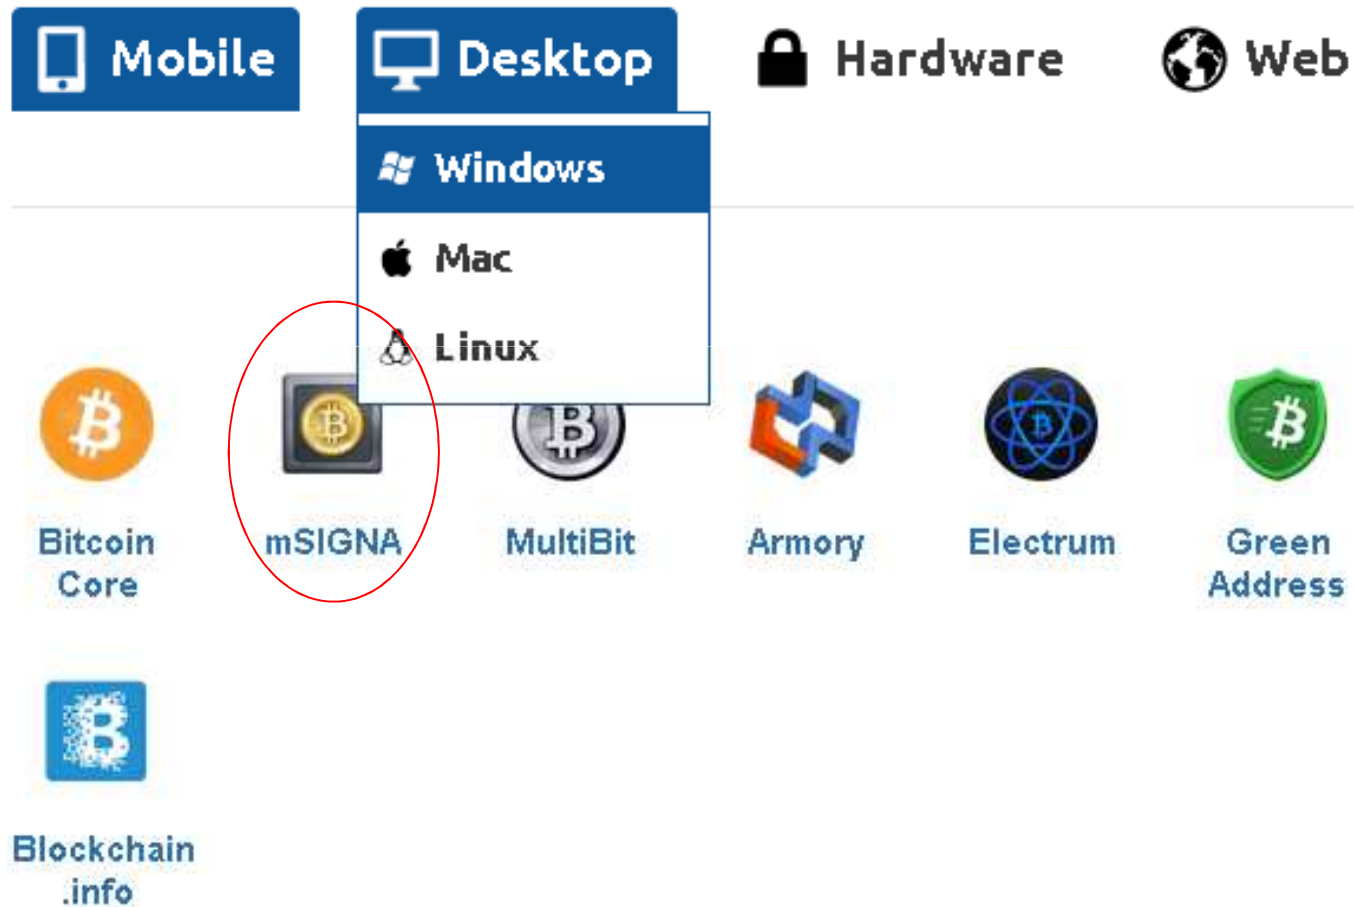 Mobile
Desktop
Hardware
Web
Windows
Mac
Linux
Bitcoin
Core
mSIGNA
MultiBit
Armory
Electrum
Green
Address
Blockchain
.info